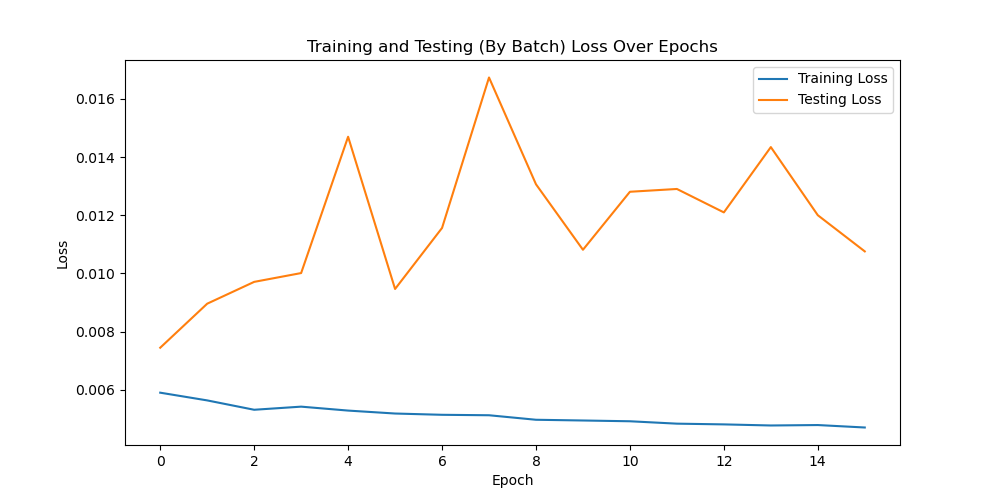 Training and Testing (By Batch) Loss Over Epochs
Training Loss
Testing Loss
0.016
0.014
0.012
0.010
0.008
0.006
Loss
0 2 4 6 8 10 12 14
Epoch